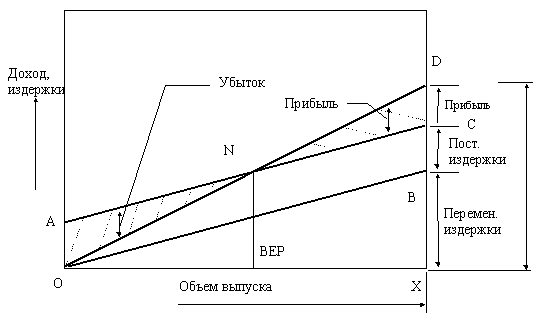 D
Доход,
издержки
Убыток
Прибыль
Прибыль
C
N
Пост.
издержки
A
B
Перемен.
издержки
BEP
O
Объем выпуска
X